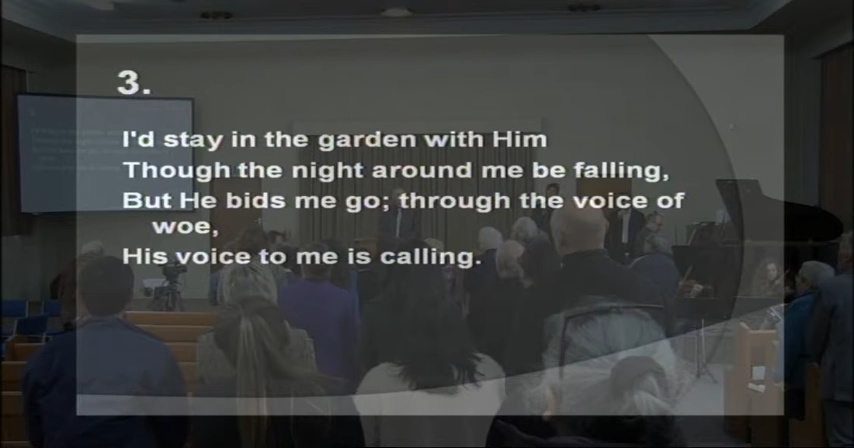 3.
I'd stay in the garden with Him
Though the night around me be falling,
But He bids me go; through the voice of
woe,
His voice to me is calling.